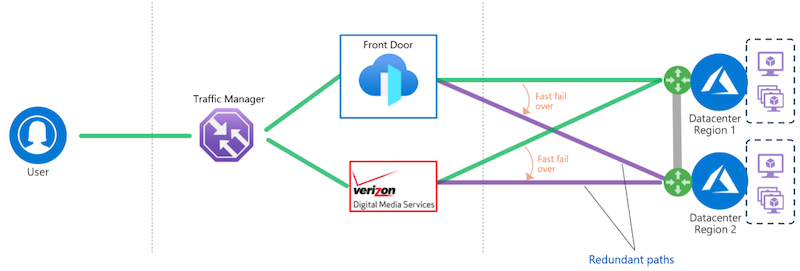 User
Traffic Manager
Front Door
verizon
Digital Media Services
Fast fail
over
Fast fail
over
Datacenter
Region 1
Datacenter
Region 2
Redundant paths